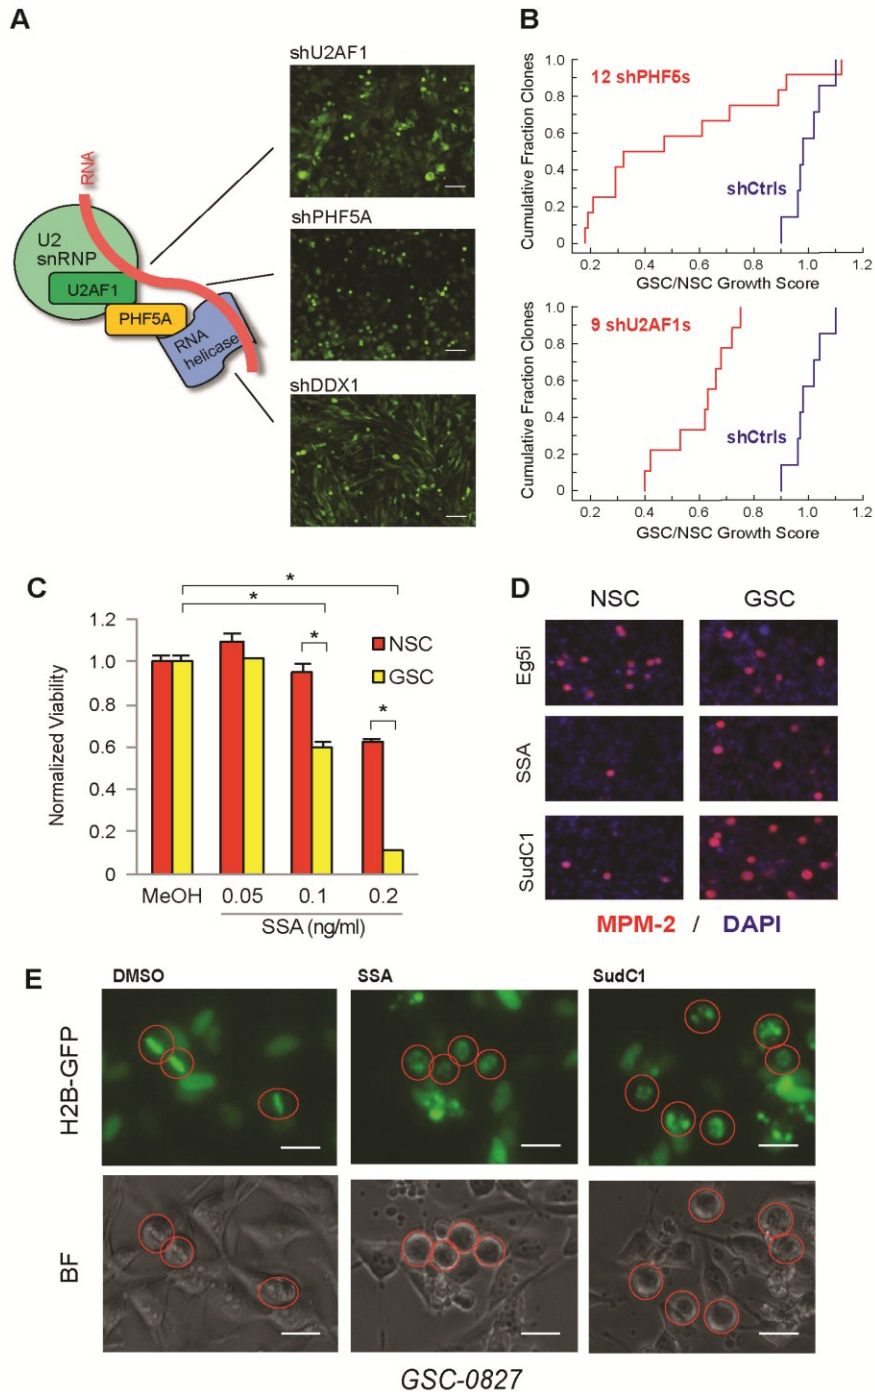 A
RNA
U2
snRNP
U2AF1
PHF5A
RNA
helicase
shU2AF1
shPHF5A
shDDX1
B
Cumulative Fraction Clones
1.0
0.8
0.6
0.4
0.2
0
12 shPHF5s
shCtrls
0.2
0.4
0.6
0.8
1.0
1.2
GSC/NSC Growth Score
Cumulative Fraction Clones
1.0
0.8
0.6
0.4
0.2
0
9 shU2AF1s
shCtrls
0.2
0.4
0.6
0.8
1.0
1.2
GSC/NSC Growth Score
C
Normalized Viability
1.2
1.0
0.8
0.6
0.4
0.2
0
*
*
*
*
NSC
GSC
MeOH
0.05
0.1
0.2
SSA (ng/ml)
D
NSC
GSC
Eg5i
SSA
SudC1
MPM-2 / DAPI
E
DMSO
SSA
SudC1
H2B-GFP
BF
GSC-0827